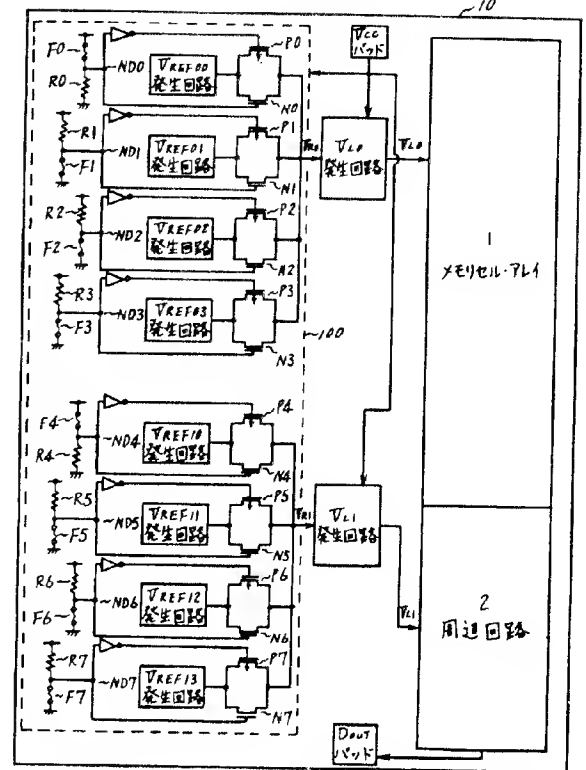 10
F0
R0
ND0
VREF00
発生回路
P0
N0
VCC
パッド
R1
F1
ND1
VREF01
発生回路
P1
N1
VR0
VL0
発生回路
VL0
1
メモリセル・アレイ
R2
F2
ND2
VREF02
発生回路
P2
N2
R3
F3
ND3
VREF03
発生回路
P3
N3
100
F4
R4
ND4
VREF10
発生回路
P4
N4
R5
F5
ND5
VREF11
発生回路
P5
N5
VR1
VL1
発生回路
VL1
2
周辺回路
R6
F6
ND6
VREF12
発生回路
P6
N6
R7
F7
ND7
VREF13
発生回路
P7
N7
DOUT
パッド